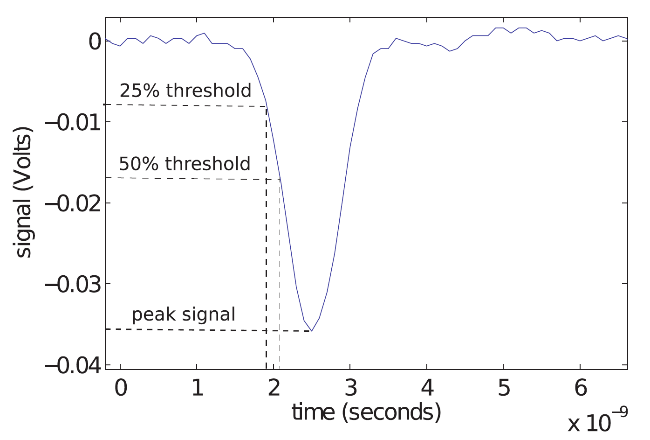 0
25% threshold
−0.01
50% threshold
−0.02
signal (Volts)
−0.03
peak signal
−0.04
0 1 2 3 4 5 6
time (seconds)
x 10⁻⁹